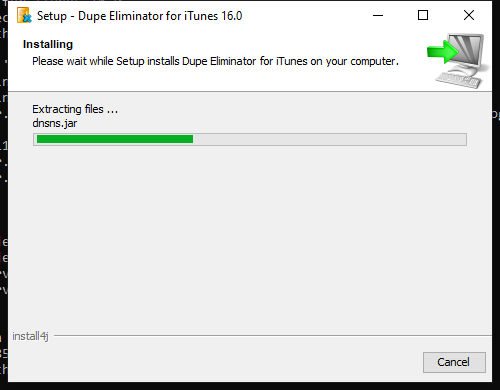 Setup - Dupe Eliminator for iTunes 16.0
Installing
Please wait while Setup installs Dupe Eliminator for iTunes on your computer.
Extracting files ...
dnsns.jar
install4j
Cancel